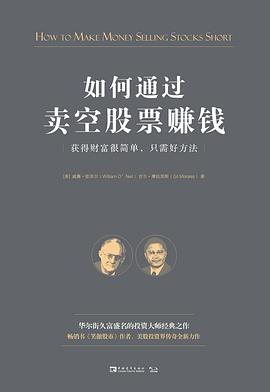 HOW TO MAKE MONEY SELLING STOCKS SHORT
如何通过
卖空股票赚钱
获得财富很简单，只需好方法
[美] 威廉·欧奈尔（William O'Neil） 吉尔·摩拉里斯（Gil Morales） 著
华尔街久富盛名的投资大师经典之作
畅销书《笑傲股市》作者，美股投资界传奇全新力作